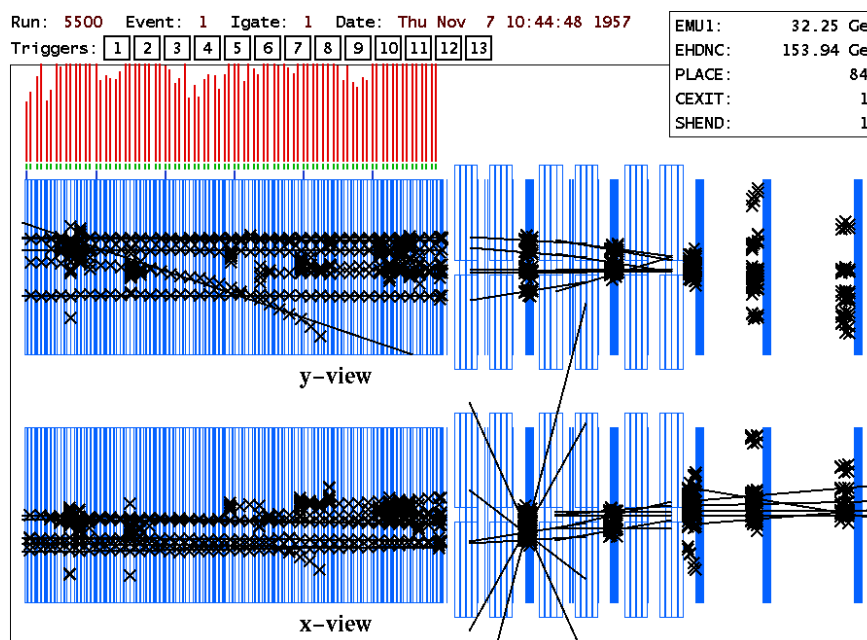 Run: 5500 Event: 1 Igate: 1 Date: Thu Nov 7 10:44:48 1957
Triggers: 1 2 3 4 5 6 7 8 9 10 11 12 13
EMU1: 32.25 Ge
EHDNC: 153.94 Ge
PLACE: 84
CEXIT: 1
SHEND: 1
y-view
x-view